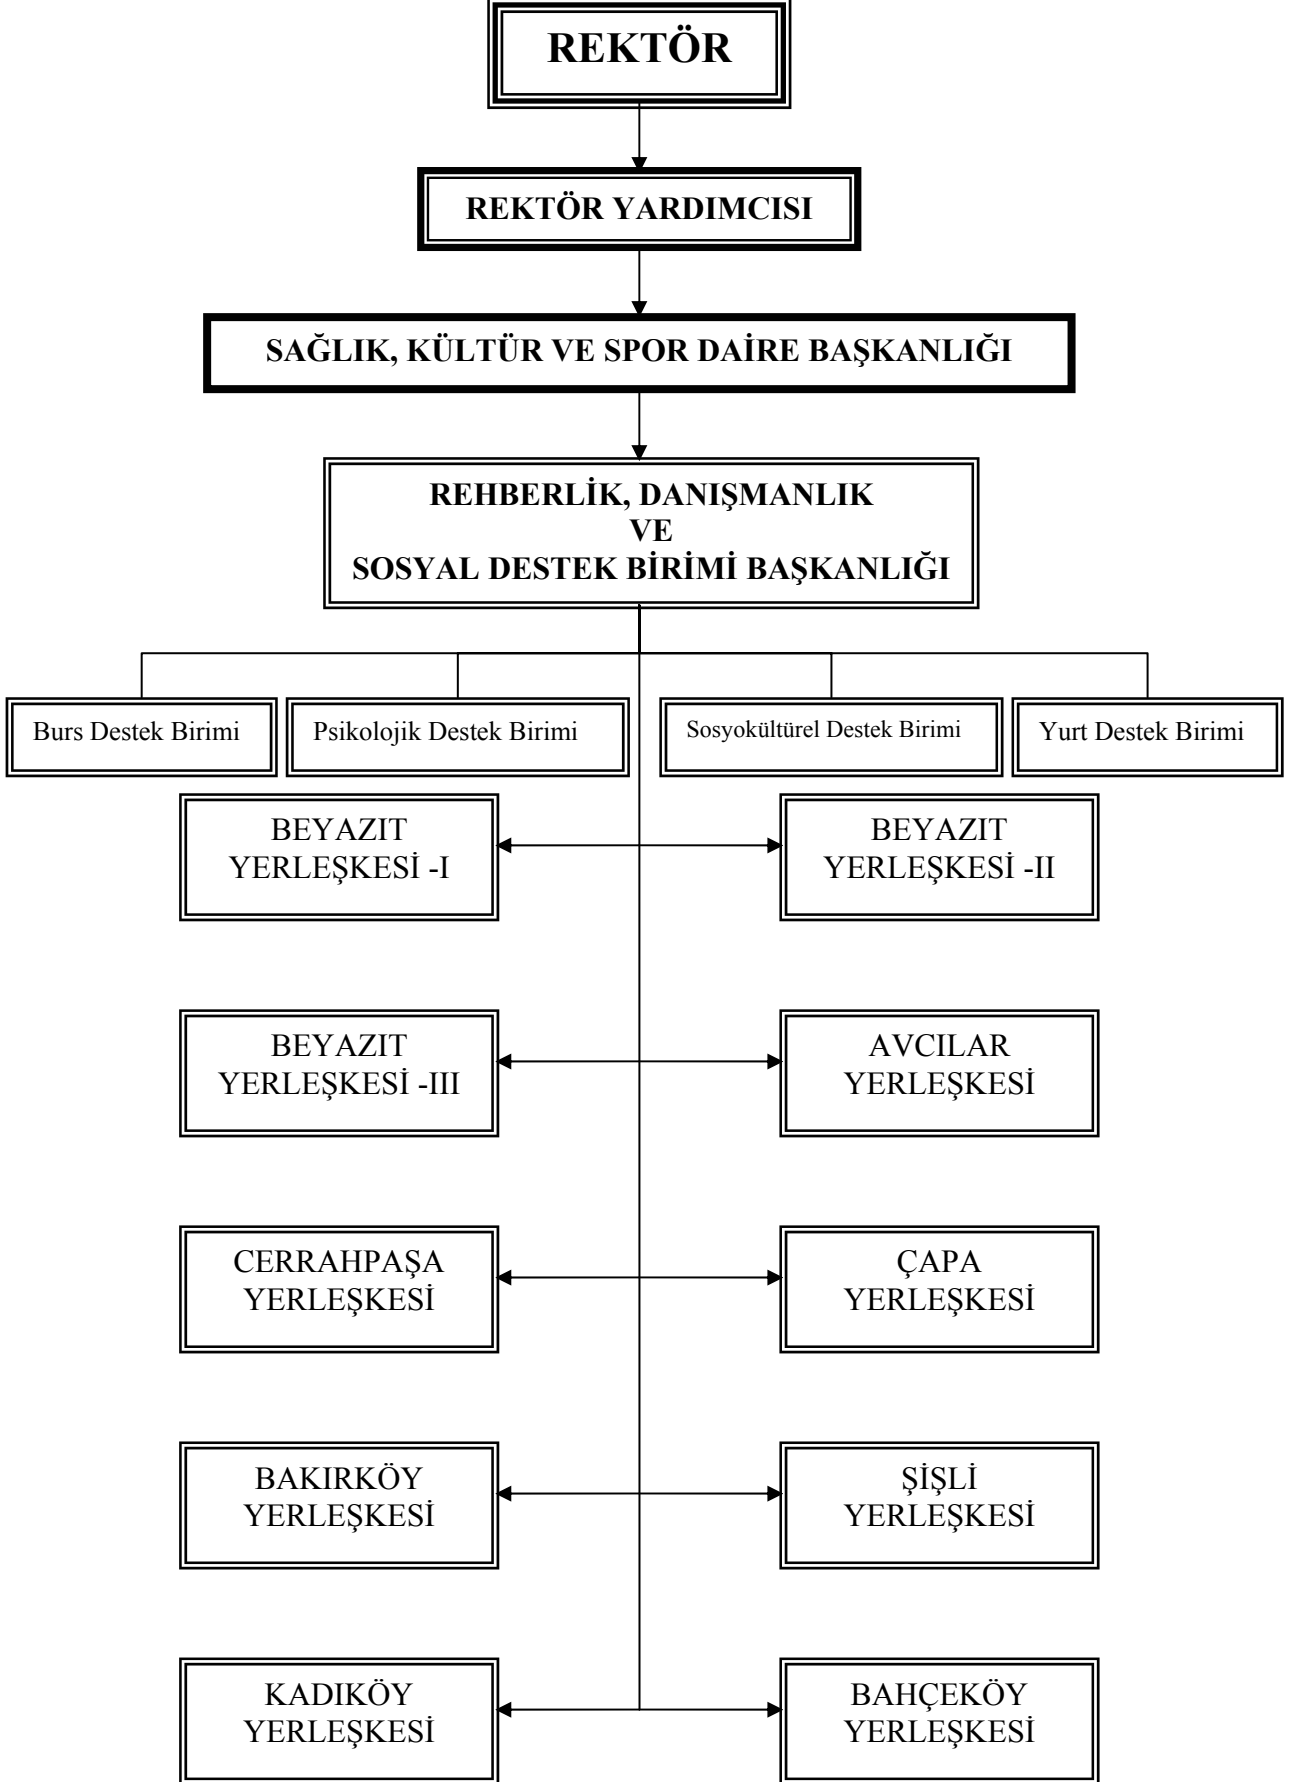 REKTÖR
REKTÖR YARDIMCISI
SAĞLIK, KÜLTÜR VE SPOR DAİRE BAŞKANLIĞI
REHBERLİK, DANIŞMANLIK
VE
SOSYAL DESTEK BİRİMİ BAŞKANLIĞI
Burs Destek Birimi
Psikolojik Destek Birimi
Sosyokültürel Destek Birimi
Yurt Destek Birimi
BEYAZIT
YERLEŞKESİ -I
BEYAZIT
YERLEŞKESİ -II
BEYAZIT
YERLEŞKESİ -III
AVCILAR
YERLEŞKESİ
CERRAHPAŞA
YERLEŞKESİ
ÇAPA
YERLEŞKESİ
BAKIRKÖY
YERLEŞKESİ
ŞİŞLİ
YERLEŞKESİ
KADIKÖY
YERLEŞKESİ
BAHÇEKÖY
YERLEŞKESİ